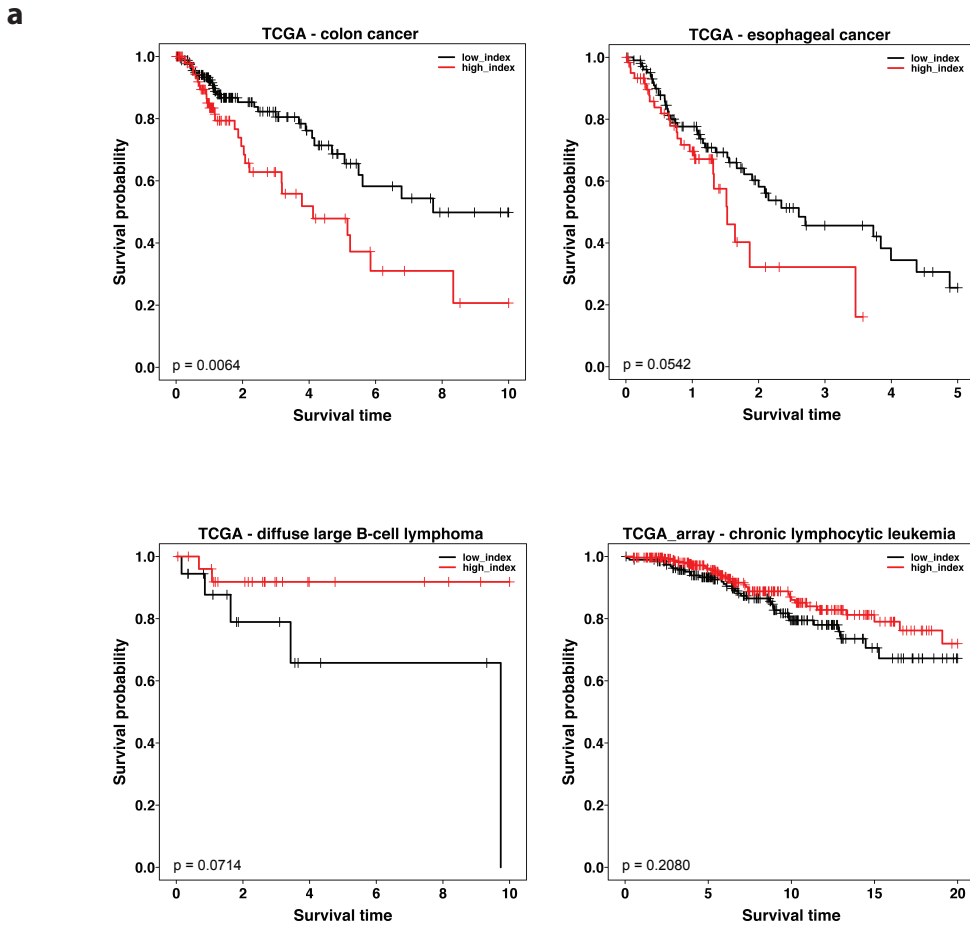 a
TCGA - colon cancer
low_index
high_index
1.0
0.8
0.6
0.4
0.2
0.0
Survival probability
p = 0.0064
0 2 4 6 8 10
Survival time
TCGA - esophageal cancer
low_index
high_index
1.0
0.8
0.6
0.4
0.2
0.0
Survival probability
p = 0.0542
0 1 2 3 4 5
Survival time
TCGA - diffuse large B-cell lymphoma
low_index
high_index
1.0
0.8
0.6
0.4
0.2
0.0
Survival probability
p = 0.0714
0 2 4 6 8 10
Survival time
TCGA_array - chronic lymphocytic leukemia
low_index
high_index
1.0
0.8
0.6
0.4
0.2
0.0
Survival probability
p = 0.2080
0 5 10 15 20
Survival time